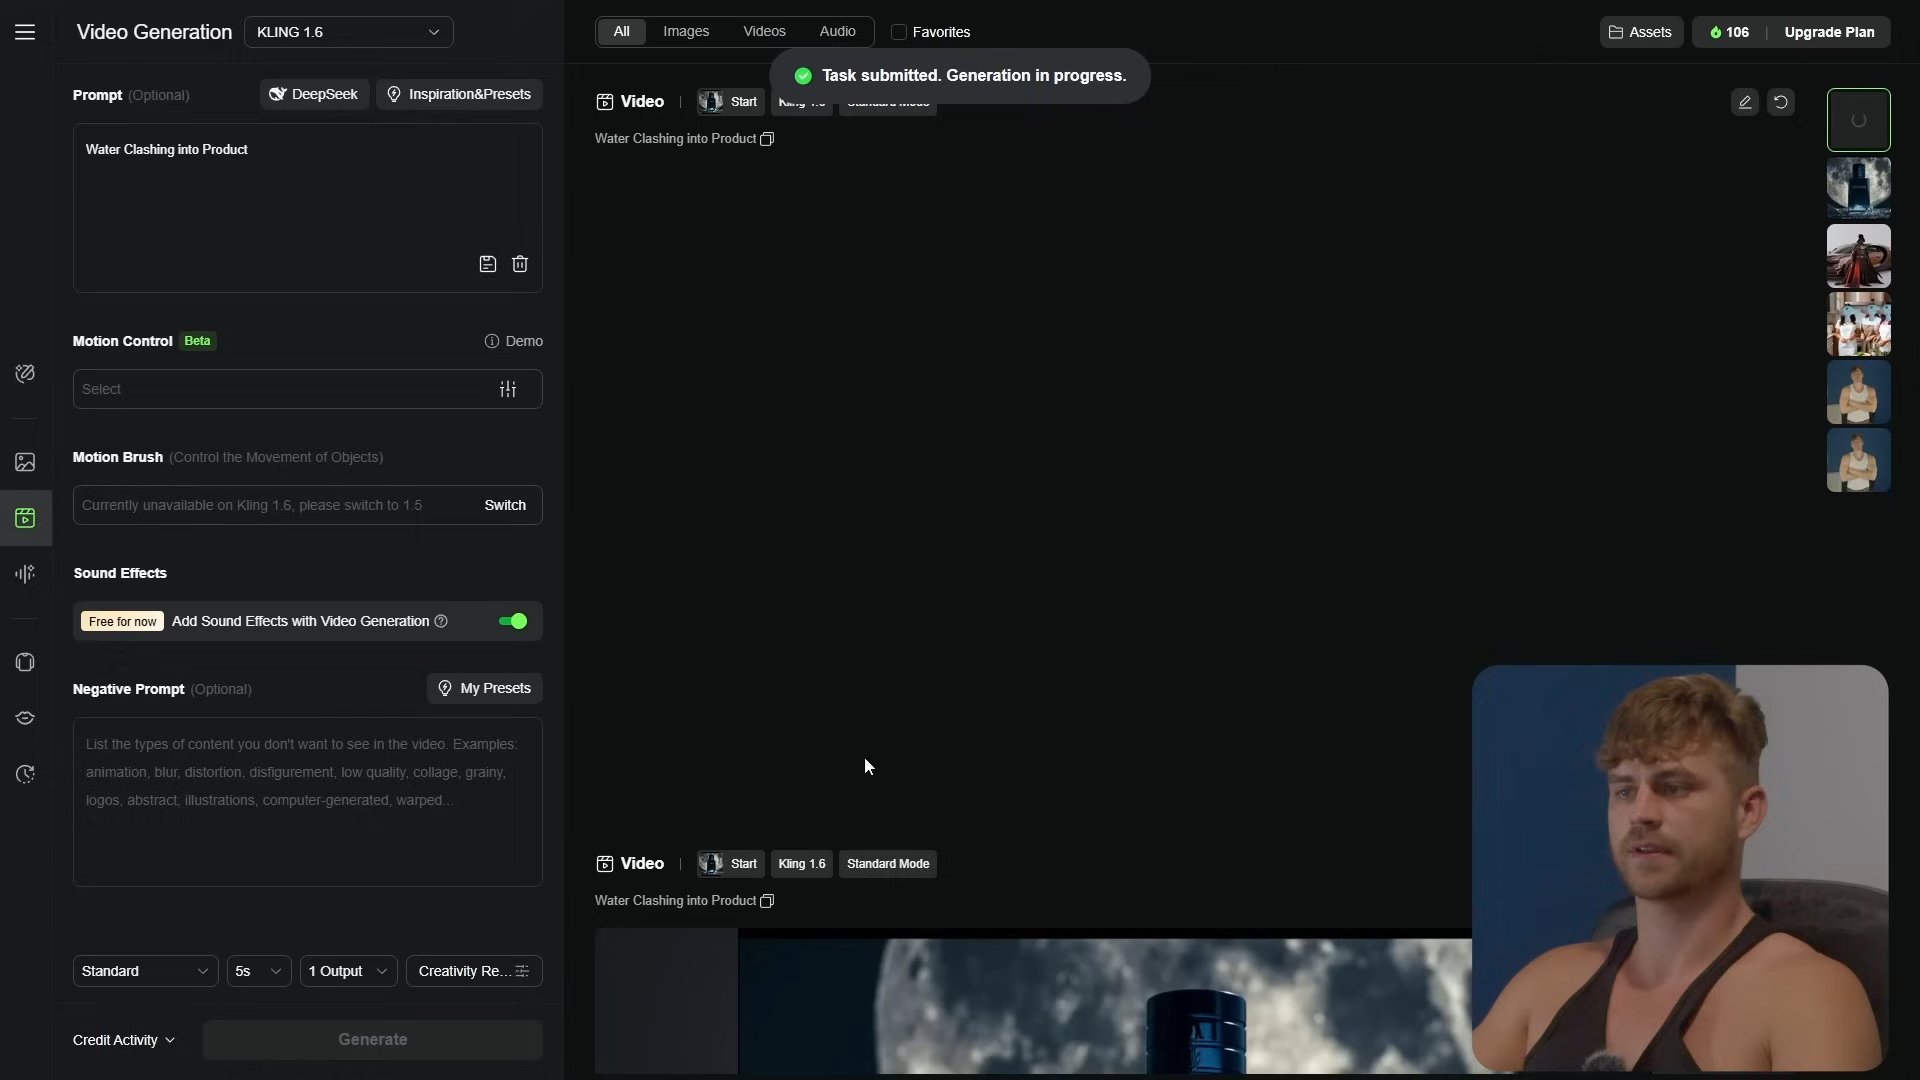 Video Generation
KLING 1.6
Prompt (Optional)
DeepSeek
Inspiration&Presets
Water Clashing into Product
Motion Control Beta
Demo
Select
Motion Brush (Control the Movement of Objects)
Currently unavailable on Kling 1.6, please switch to 1.5
Switch
Sound Effects
Free for now Add Sound Effects with Video Generation
Negative Prompt (Optional)
My Presets
List the types of content you don't want to see in the video. Examples:
animation, blur, distortion, disfigurement, low quality, collage, grainy,
logos, abstract, illustrations, computer-generated, warped...
Standard
5s
1 Output
Creativity Re...
Credit Activity
Generate
All
Images
Videos
Audio
Favorites
Assets
106
Upgrade Plan
Task submitted. Generation in progress.
Video
Start
Kling 1.6
Standard Mode
Water Clashing into Product
Video
Start
Kling 1.6
Standard Mode
Water Clashing into Product